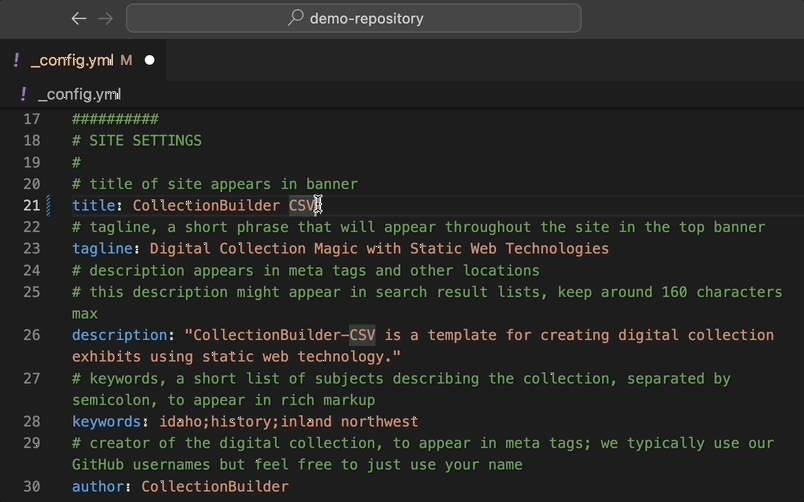 demo-repository
_config.yml M
_config.yml
17 ##########
18 # SITE SETTINGS
19 #
20 # title of site appears in banner
21 title: CollectionBuilder CSV
22 # tagline, a short phrase that will appear throughout the site in the top banner
23 tagline: Digital Collection Magic with Static Web Technologies
24 # description appears in meta tags and other locations
25 # this description might appear in search result lists, keep around 160 characters
max
26 description: "CollectionBuilder-CSV is a template for creating digital collection
exhibits using static web technology."
27 # keywords, a short list of subjects describing the collection, separated by
semicolon, to appear in rich markup
28 keywords: idaho;history;inland northwest
29 # creator of the digital collection, to appear in meta tags; we typically use our
GitHub usernames but feel free to just use your name
30 author: CollectionBuilder